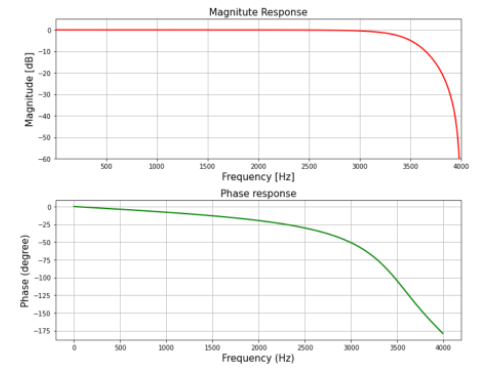 Magnitute Response
Magnitude [dB]
0
−10
−20
−30
−40
−50
−60
500 1000 1500 2000 2500 3000 3500 4000
Frequency [Hz]
Phase response
Phase (degree)
0
−25
−50
−75
−100
−125
−150
−175
0 500 1000 1500 2000 2500 3000 3500 4000
Frequency (Hz)